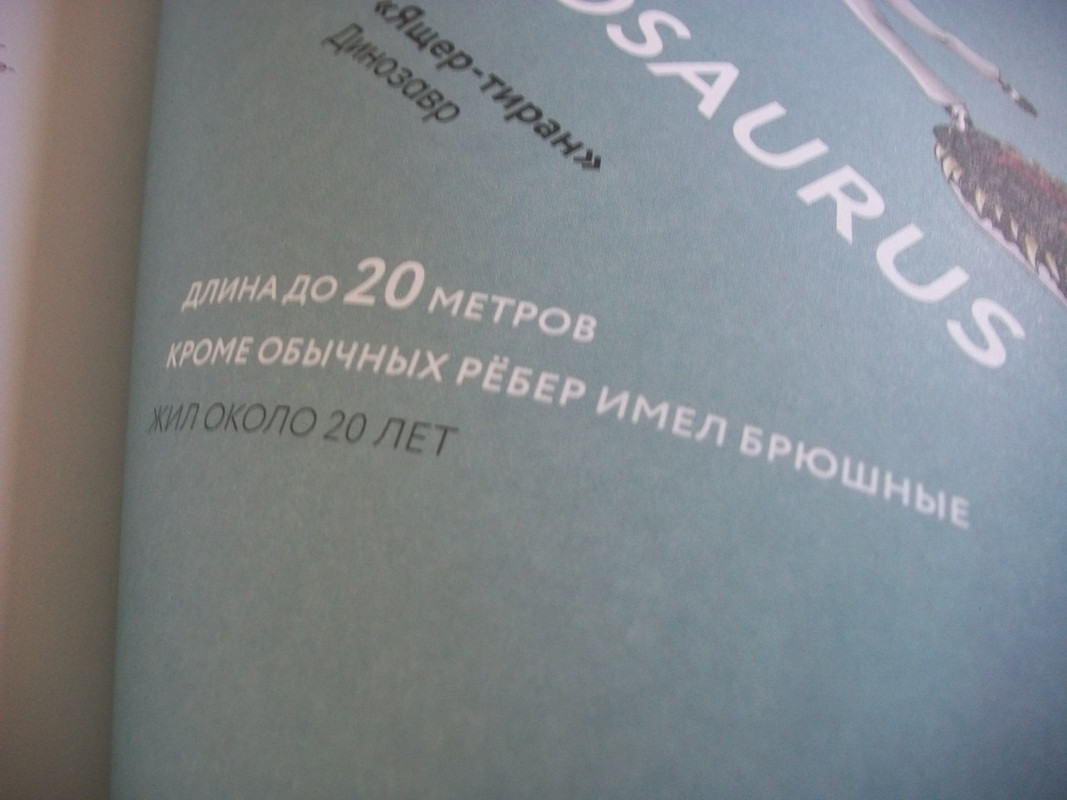 OSAURUS
«Ящер-тиран»
Динозавр
ДЛИНА ДО 20 МЕТРОВ
КРОМЕ ОБЫЧНЫХ РЁБЕР ИМЕЛ БРЮШНЫЕ
ЖИЛ ОКОЛО 20 ЛЕТ